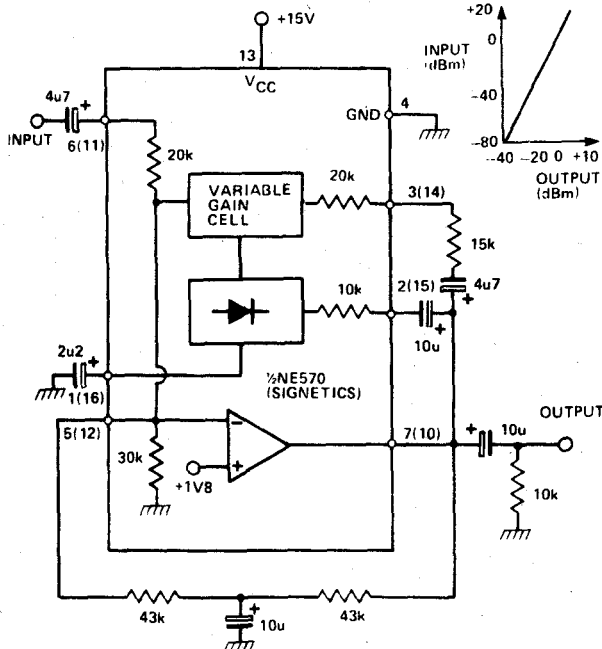 +15V
13
VCC
GND
4
4u7
+
INPUT
6(11)
20k
VARIABLE
GAIN
CELL
20k
3(14)
15k
+
4u7
10k
2(15)
+
10u
2u2
+
1(16)
½NE570
(SIGNETICS)
5(12)
30k
−
+
+1V8
7(10)
+
10u
OUTPUT
10k
43k
+
10u
43k
INPUT
(dBm)
+20
0
−40
−80
−40 −20 0 +10
OUTPUT
(dBm)